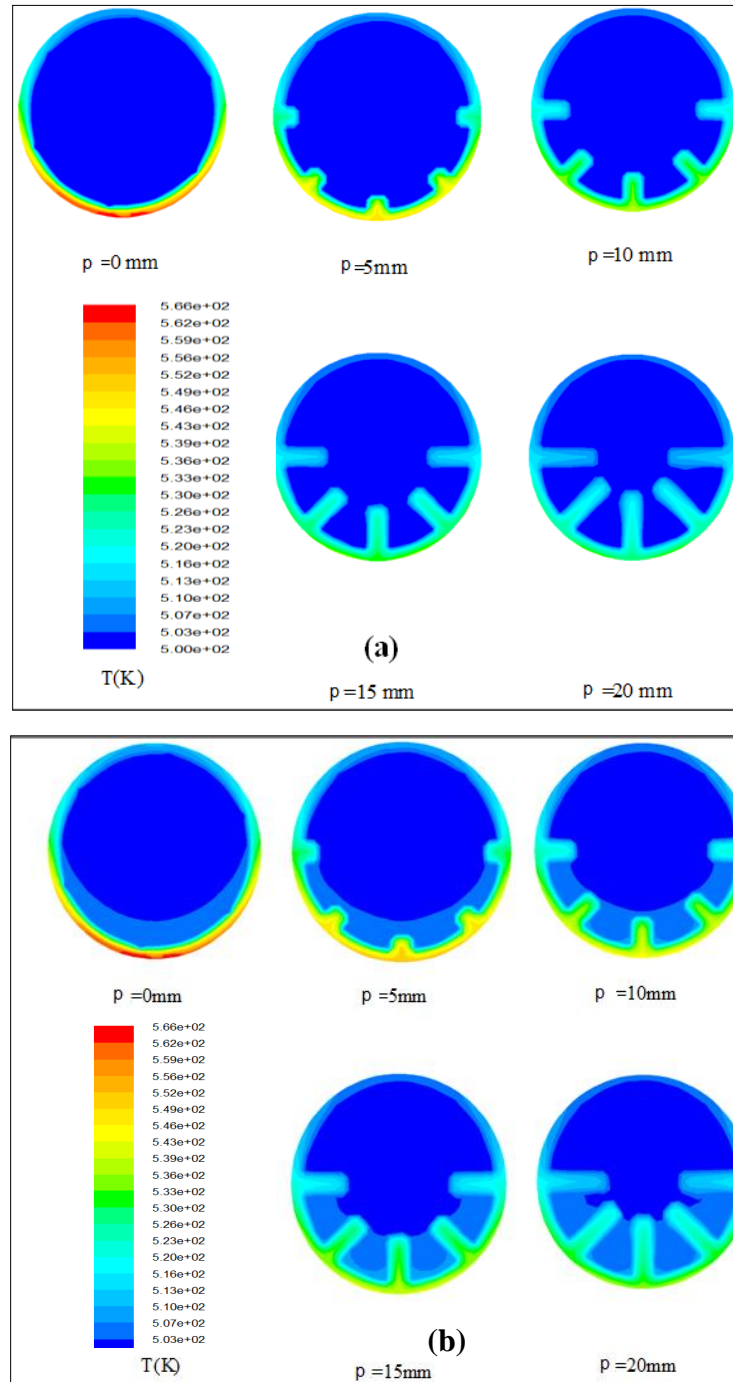 p =0 mm
p=5mm
p=10 mm
5.66e+02
5.62e+02
5.59e+02
5.56e+02
5.52e+02
5.49e+02
5.46e+02
5.43e+02
5.39e+02
5.36e+02
5.33e+02
5.30e+02
5.26e+02
5.23e+02
5.20e+02
5.16e+02
5.13e+02
5.10e+02
5.07e+02
5.03e+02
5.00e+02
T(K)
(a)
p=15 mm
p =20 mm
p =0mm
p=5mm
p =10mm
5.66e+02
5.62e+02
5.59e+02
5.56e+02
5.52e+02
5.49e+02
5.46e+02
5.43e+02
5.39e+02
5.36e+02
5.33e+02
5.30e+02
5.26e+02
5.23e+02
5.20e+02
5.16e+02
5.13e+02
5.10e+02
5.07e+02
5.03e+02
T(K)
(b)
p=15mm
p=20mm